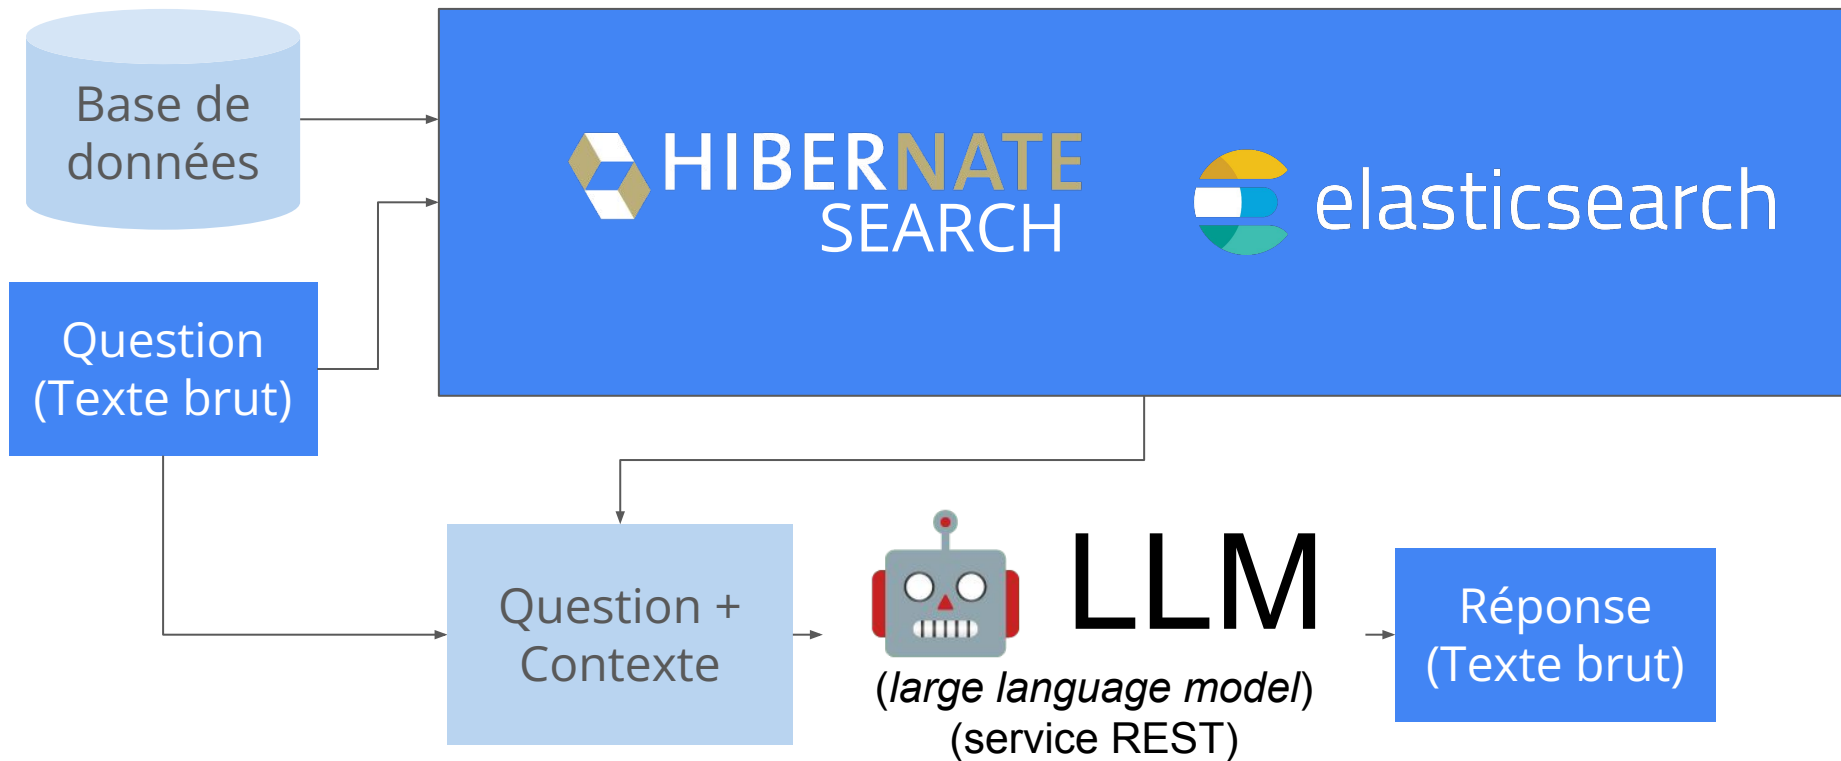 Base de
données
HIBERNATE
SEARCH
elasticsearch
Question
(Texte brut)
Question +
Contexte
LLM
(large language model)
(service REST)
Réponse
(Texte brut)